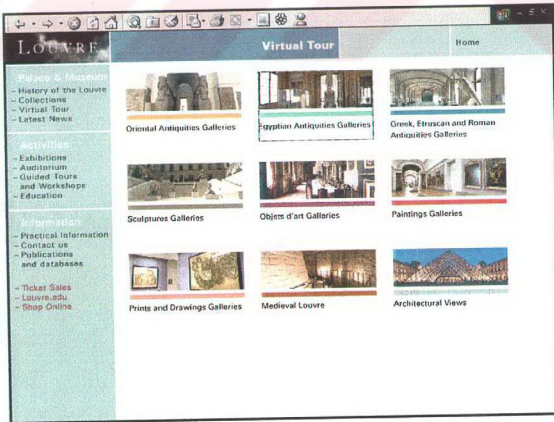 LOUVRE
Virtual Tour
Home
Palace & Museum
- History of the Louvre
- Collections
- Virtual Tour
- Latest News
Activities
- Exhibitions
- Auditorium
- Guided Tours
and Workshops
- Education
Information
- Practical Information
- Contact us
- Publications
and databases
- Ticket Sales
- Louvre.edu
- Shop Online
Oriental Antiquities Galleries
Egyptian Antiquities Galleries
Greek, Etruscan and Roman
Antiquities Galleries
Sculptures Galleries
Objets d'art Galleries
Paintings Galleries
Prints and Drawings Galleries
Medieval Louvre
Architectural Views